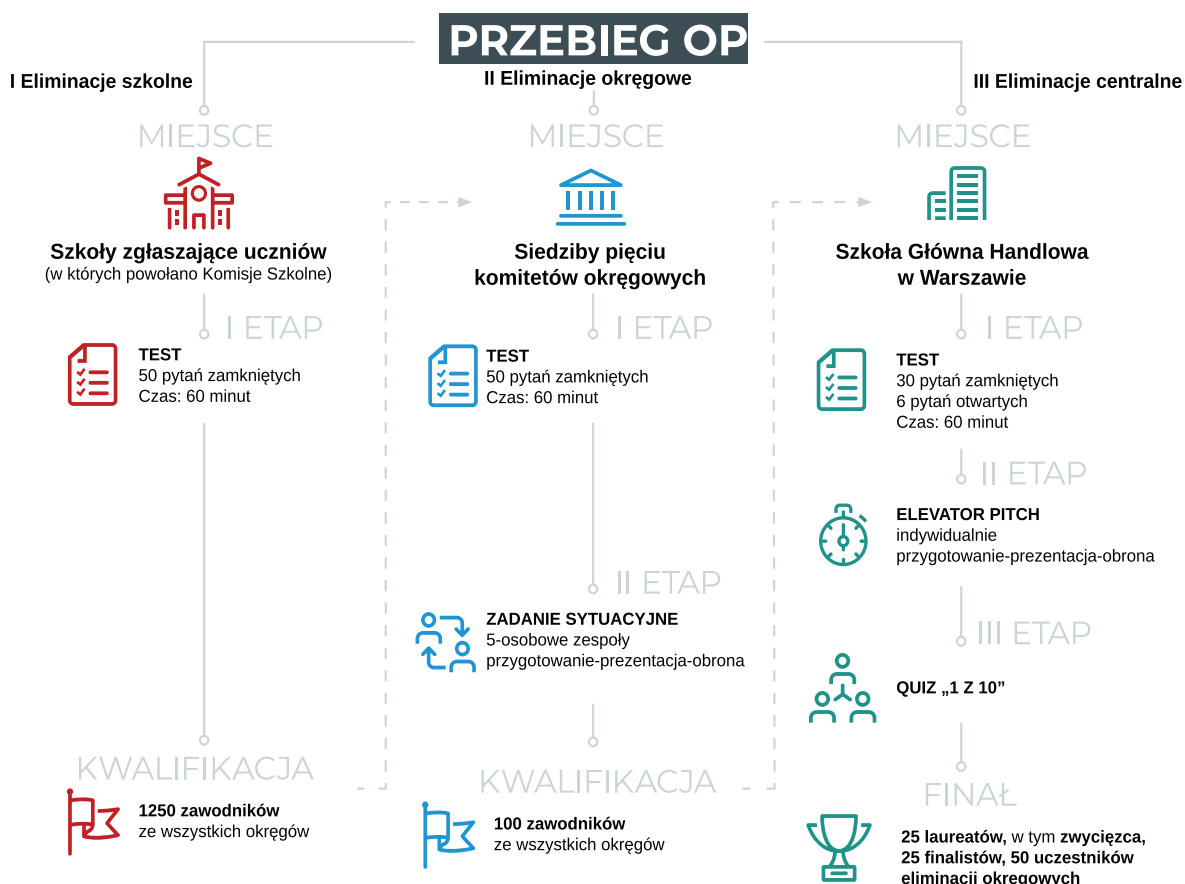 PRZEBIEG OP
I Eliminacje szkolne
MIEJSCE
Szkoły zgłaszające uczniów
(w których powołano Komisje Szkolne)
I ETAP
TEST
50 pytań zamkniętych
Czas: 60 minut
KWALIFIKACJA
1250 zawodników
ze wszystkich okręgów
II Eliminacje okręgowe
MIEJSCE
Siedziby pięciu
komitetów okręgowych
I ETAP
TEST
50 pytań zamkniętych
Czas: 60 minut
II ETAP
ZADANIE SYTUACYJNE
5-osobowe zespoły
przygotowanie-prezentacja-obrona
KWALIFIKACJA
100 zawodników
ze wszystkich okręgów
III Eliminacje centralne
MIEJSCE
Szkoła Główna Handlowa
w Warszawie
I ETAP
TEST
30 pytań zamkniętych
6 pytań otwartych
Czas: 60 minut
II ETAP
ELEVATOR PITCH
indywidualnie
przygotowanie-prezentacja-obrona
III ETAP
QUIZ „1 Z 10”
FINAŁ
25 laureatów, w tym zwycięzca,
25 finalistów, 50 uczestników
eliminacji okręgowych